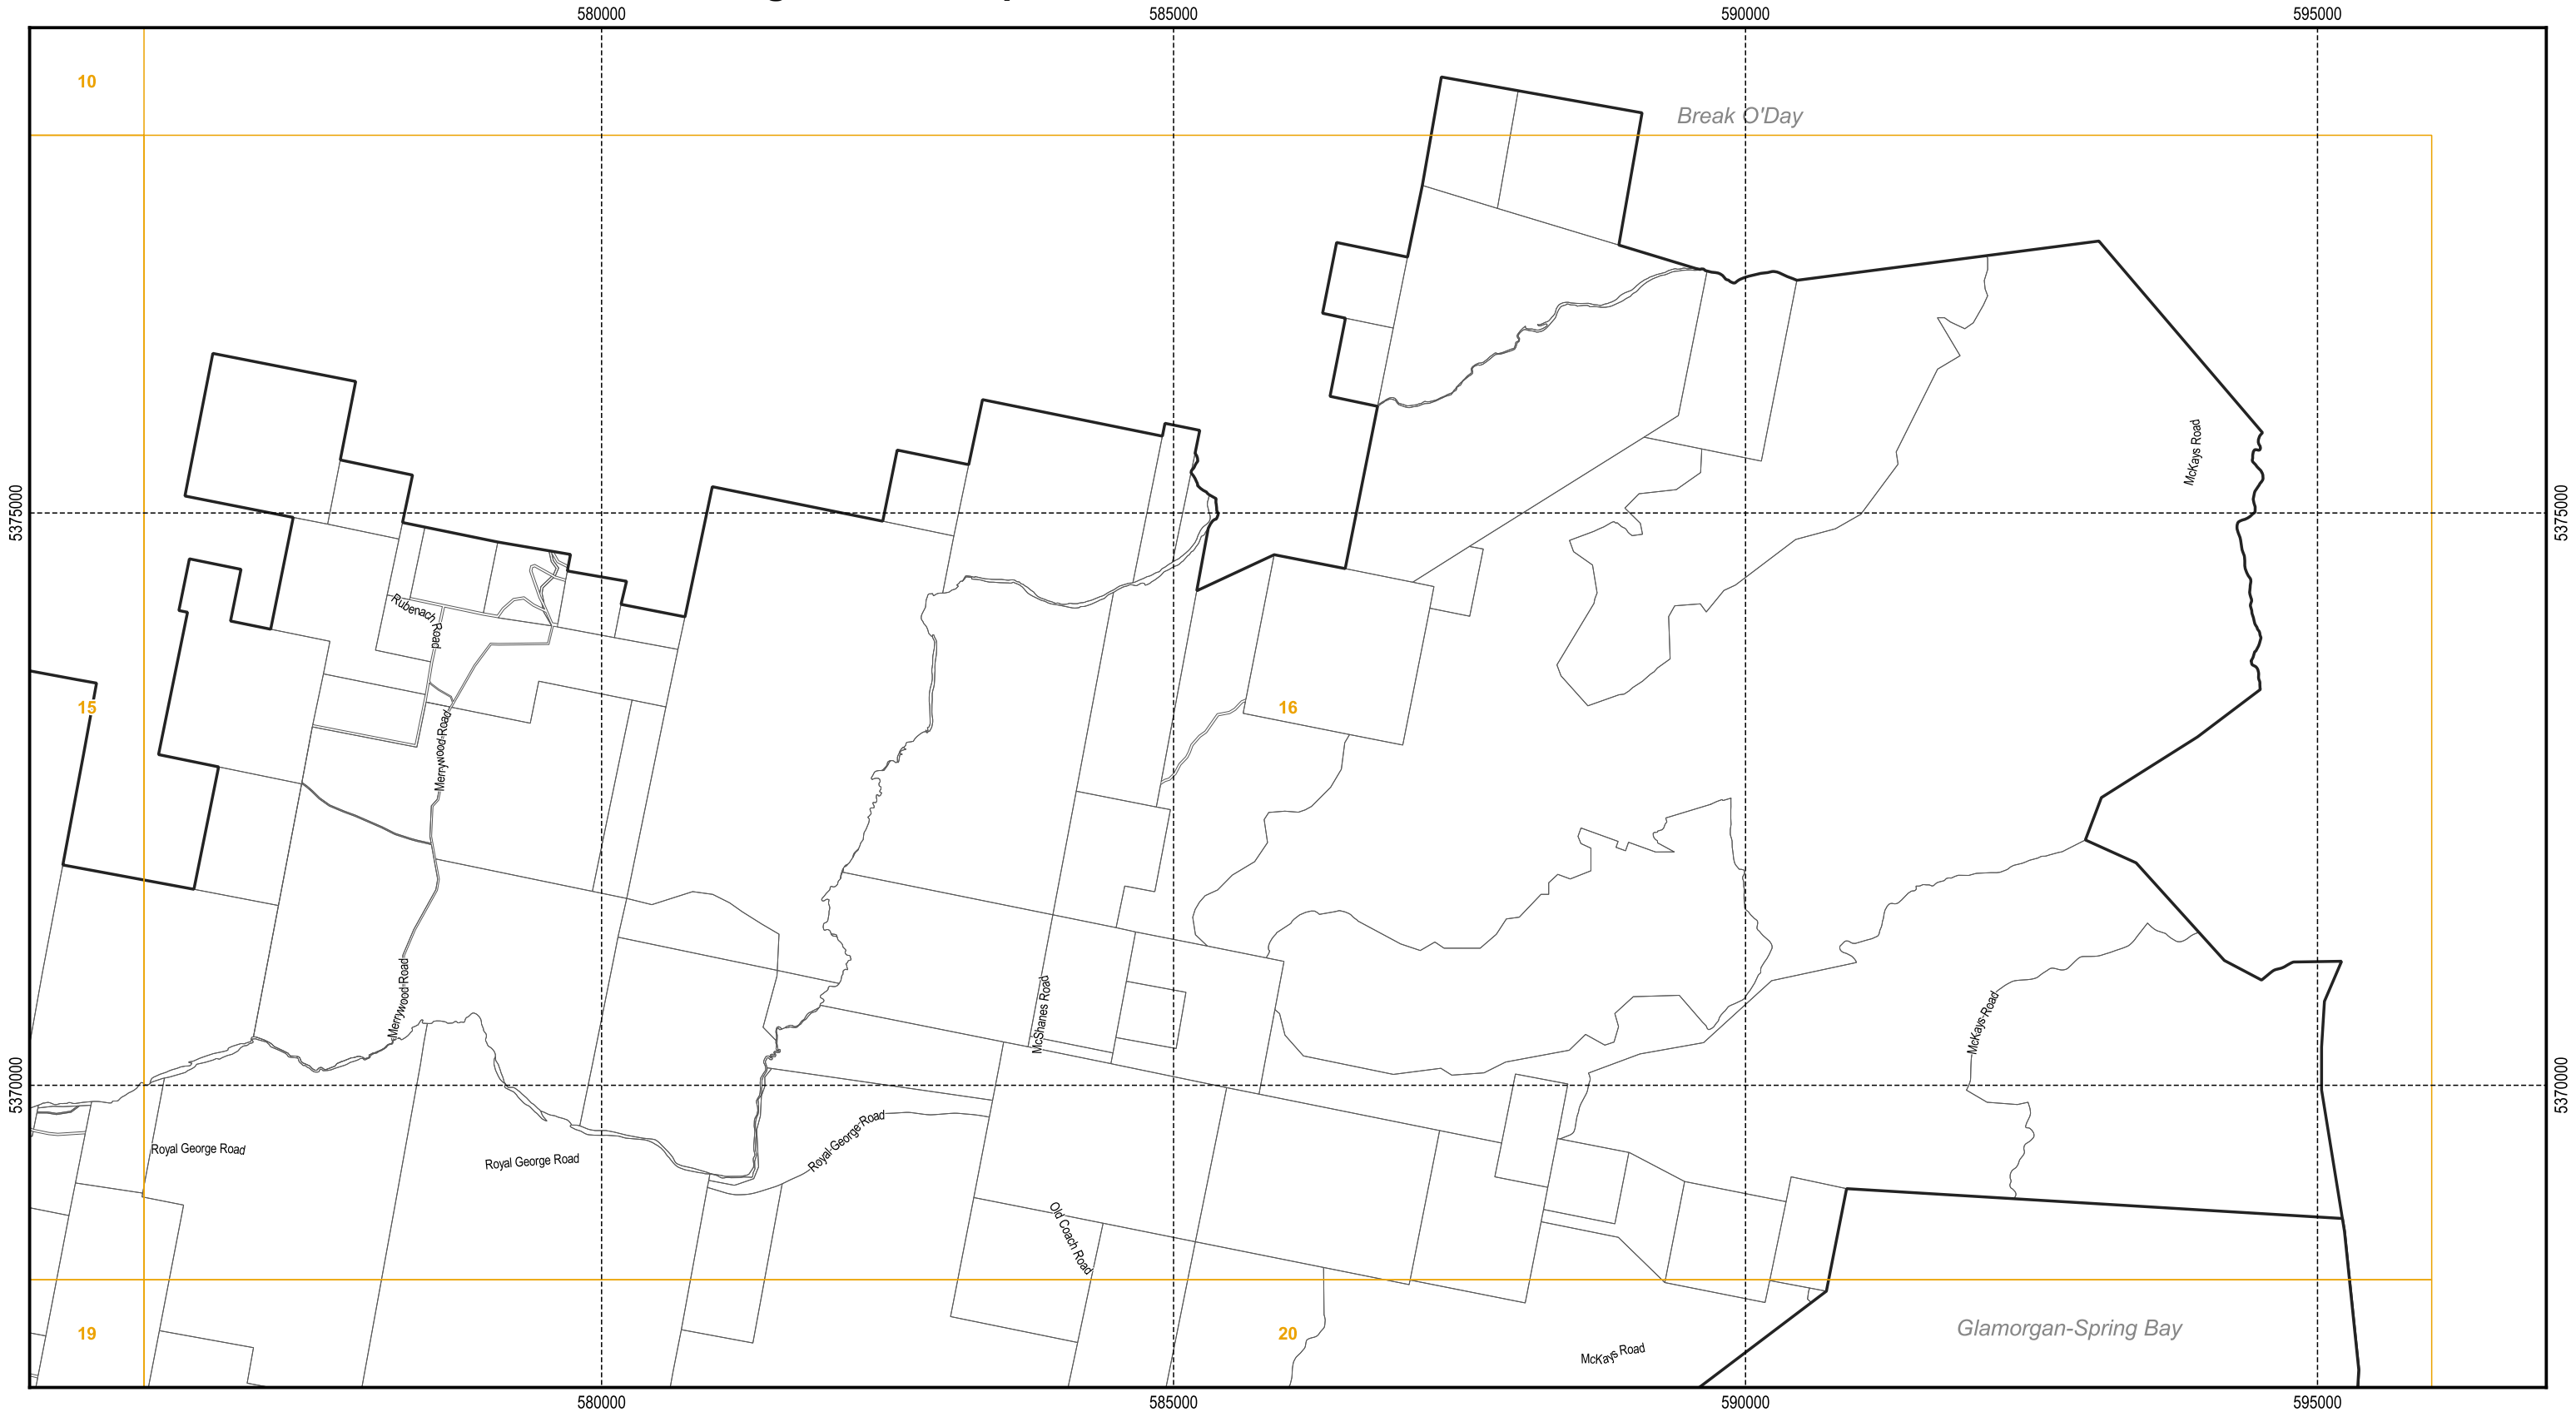 580000 585000 590000 595000
10
Break O'Day
McKays Road
5375000 5375000
Rubenach Road
15
16
Merrywood Road
McShanes Road
Merrywood Road
McKays Road
5370000 5370000
Royal George Road
Royal George Road
Royal George Road
Old Coach Road
19
20
Glamorgan-Spring Bay
McKays Road
580000 585000 590000 595000